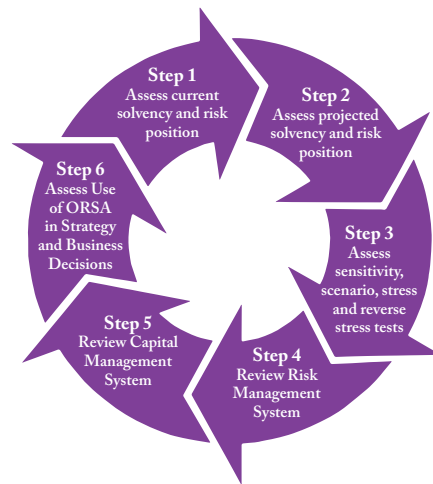 Step 1
Assess current
solvency and risk
position
Step 2
Assess projected
solvency and risk
position
Step 3
Assess
sensitivity,
scenario, stress
and reverse
stress tests
Step 4
Review Risk
Management
System
Step 5
Review Capital
Management
System
Step 6
Assess Use
of ORSA
in Strategy
and Business
Decisions